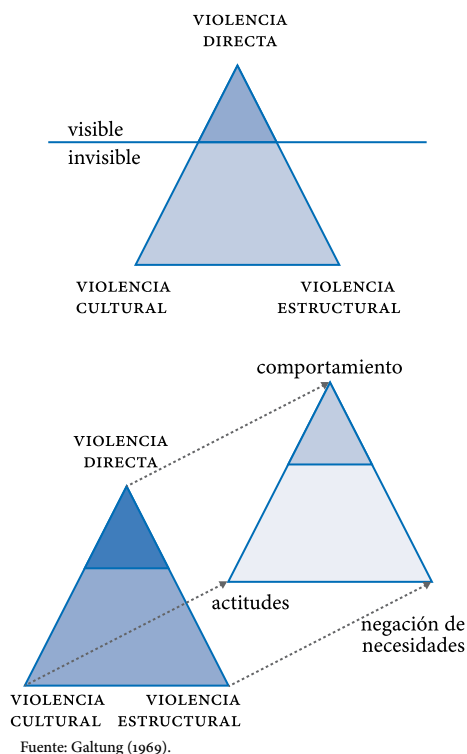 VIOLENCIA
DIRECTA
visible
invisible
VIOLENCIA
CULTURAL
VIOLENCIA
ESTRUCTURAL
comportamiento
VIOLENCIA
DIRECTA
actitudes
negación de
necesidades
VIOLENCIA
CULTURAL
VIOLENCIA
ESTRUCTURAL
Fuente: Galtung (1969).